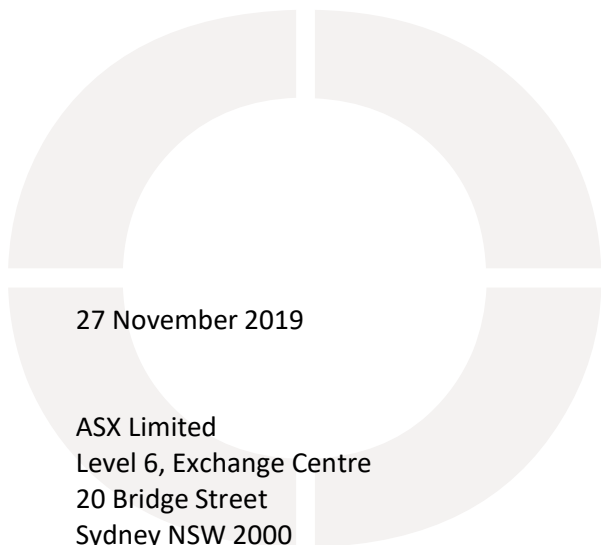 27 November 2019
ASX Limited
Level 6, Exchange Centre
20 Bridge Street
Sydney NSW 2000